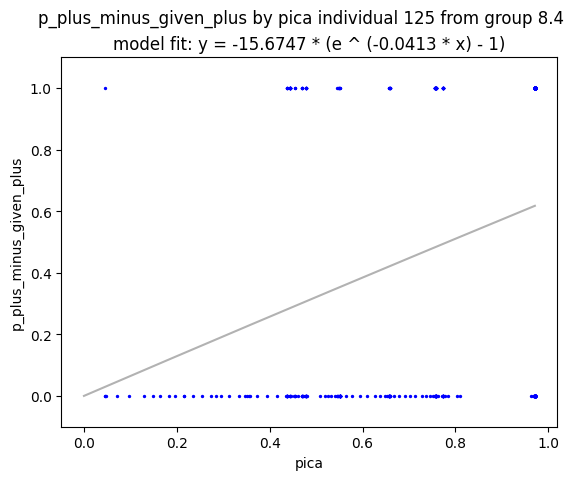 p_plus_minus_given_plus by pica individual 125 from group 8.4
model fit: y = -15.6747 * (e ^ (-0.0413 * x) - 1)
p_plus_minus_given_plus
1.0
0.8
0.6
0.4
0.2
0.0
0.0 0.2 0.4 0.6 0.8 1.0
pica